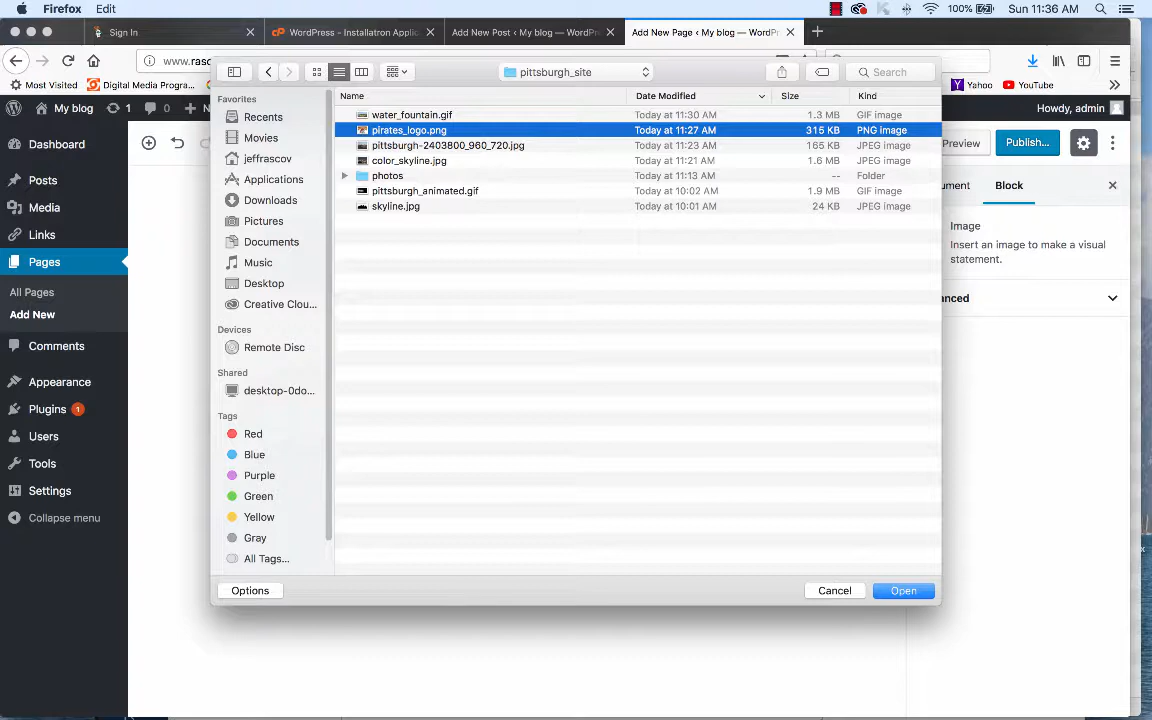 Firefox Edit 100% Sun 11:36 AM
Sign In WordPress - Installatron Applic Add New Post ‹ My blog — WordP Add New Page ‹ My blog — WordP
www.rasc
Most Visited Digital Media Progra... Yahoo YouTube
My blog 1 0 N Howdy, admin
pittsburgh_site Search
Name Date Modified Size Kind
water_fountain.gif Today at 11:30 AM 1.3 MB GIF image
pirates_logo.png Today at 11:27 AM 315 KB PNG image
pittsburgh-2403800_960_720.jpg Today at 11:23 AM 165 KB JPEG image
color_skyline.jpg Today at 11:21 AM 1.6 MB JPEG image
photos Today at 11:13 AM -- Folder
pittsburgh_animated.gif Today at 10:02 AM 1.9 MB GIF image
skyline.jpg Today at 10:01 AM 24 KB JPEG image
Favorites
Recents
Movies
jeffrascov
Applications
Downloads
Pictures
Documents
Music
Desktop
Creative Clou...
Devices
Remote Disc
Shared
desktop-0do...
Tags
Red
Blue
Purple
Green
Yellow
Gray
All Tags...
Options Cancel Open
Dashboard
Posts
Media
Links
Pages
All Pages
Add New
Comments
Appearance
Plugins 1
Users
Tools
Settings
Collapse menu
Preview Publish...
ument Block
Image
Insert an image to make a visual
statement.
anced